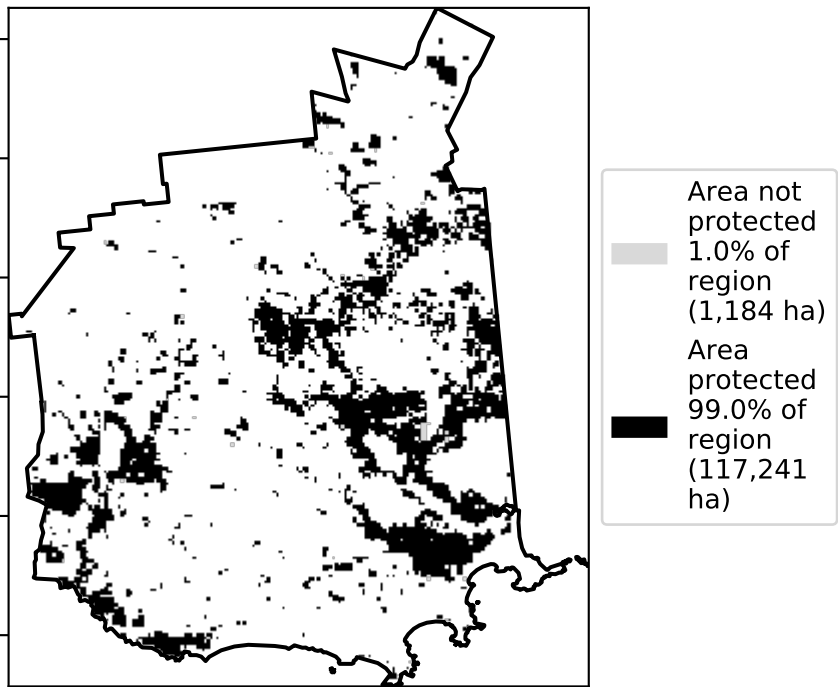 Area not
protected
1.0% of
region
(1,184 ha)
Area
protected
99.0% of
region
(117,241
ha)